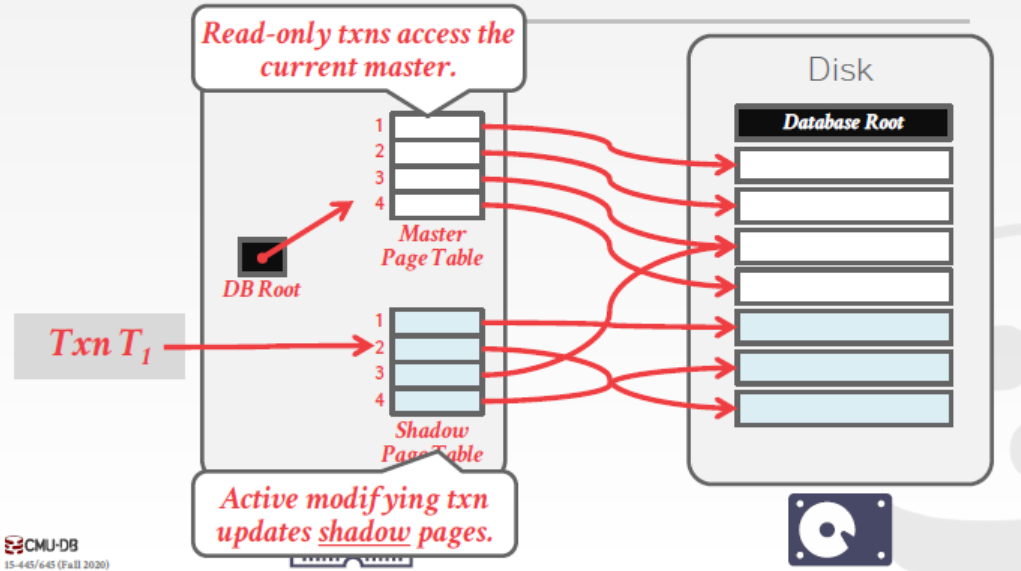 Read-only txns access the
current master.
Disk
Database Root
1
2
3
4
Master
Page Table
DB Root
Txn T1
1
2
3
4
Shadow
Page Table
Active modifying txn
updates shadow pages.
CMU-DB
15-445/645 (Fall 2020)